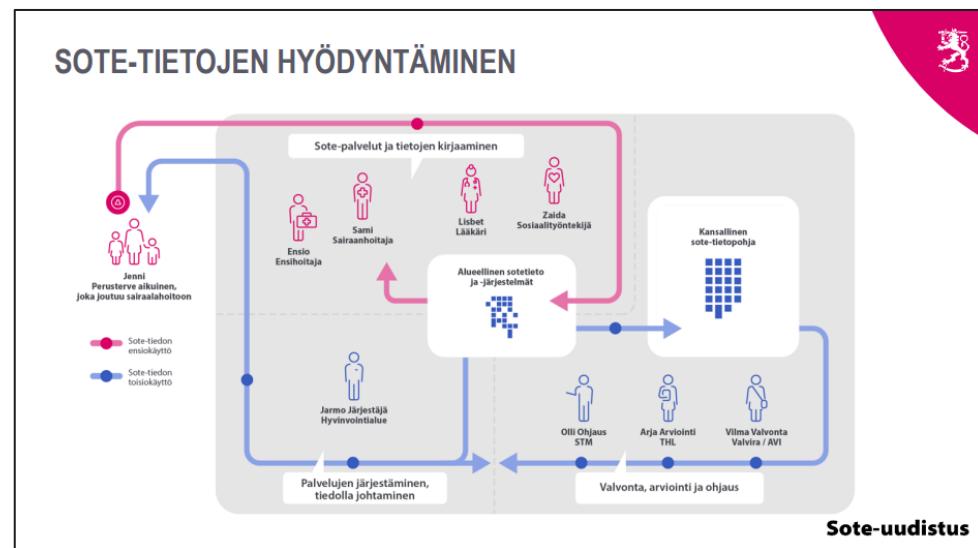 SOTE-TIETOJEN HYÖDYNTÄMINEN
Sote-palvelut ja tietojen kirjaaminen
Ensio
Ensihoitaja
Sami
Sairaanhoitaja
Lisbet
Lääkäri
Zaida
Sosiaalityöntekijä
Jenni
Perusterve aikuinen,
joka joutuu sairaalahoitoon
Alueellinen sotetieto
ja -järjestelmät
Kansallinen
sote-tietopohja
Sote-tiedon
ensiokäyttö
Sote-tiedon
toisiokäyttö
Jarmo Järjestäjä
Hyvinvointialue
Olli Ohjaus
STM
Arja Arviointi
THL
Vilma Valvonta
Valvira / AVI
Palvelujen järjestäminen,
tiedolla johtaminen
Valvonta, arviointi ja ohjaus
Sote-uudistus